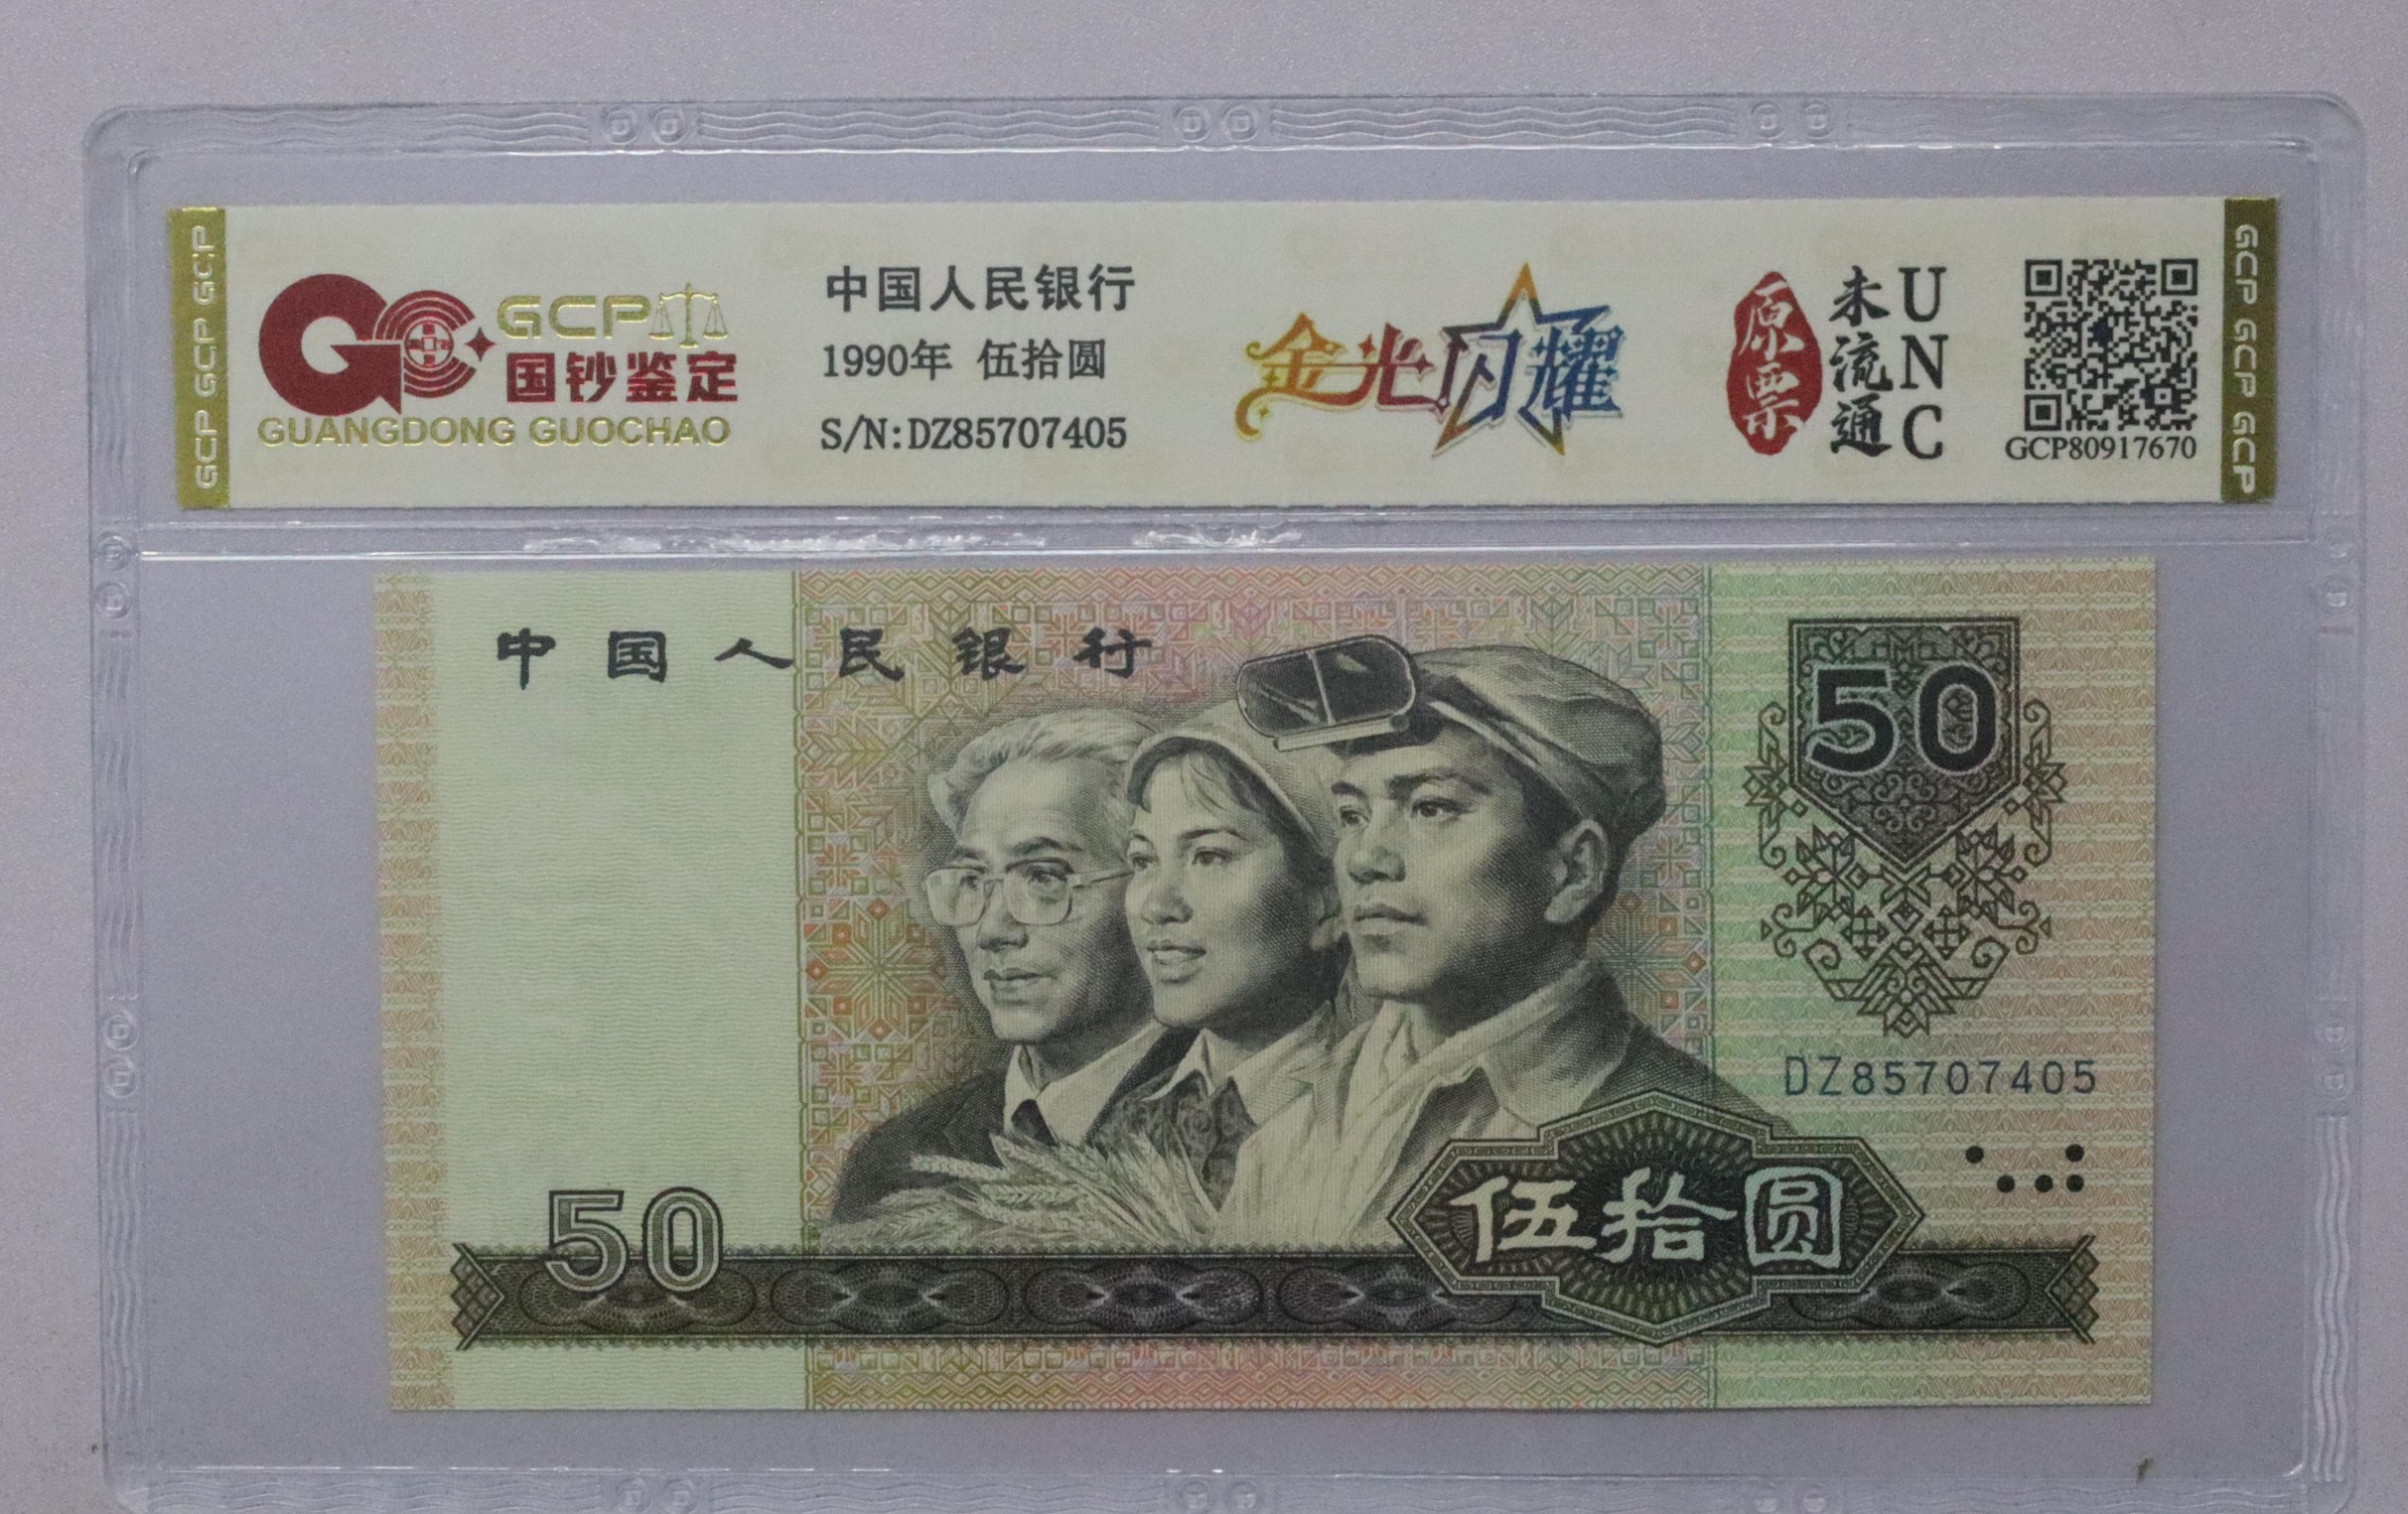 GCP GCP GCP
GCP
国钞鉴定
GUANGDONG GUOCHAO
中国人民银行
1990年 伍拾圆
S/N:DZ85707405
金光闪耀
原票
未流通
UNC
GCP80917670
GCP GCP GCP
中国人民银行
50
DZ85707405
50
伍拾圆